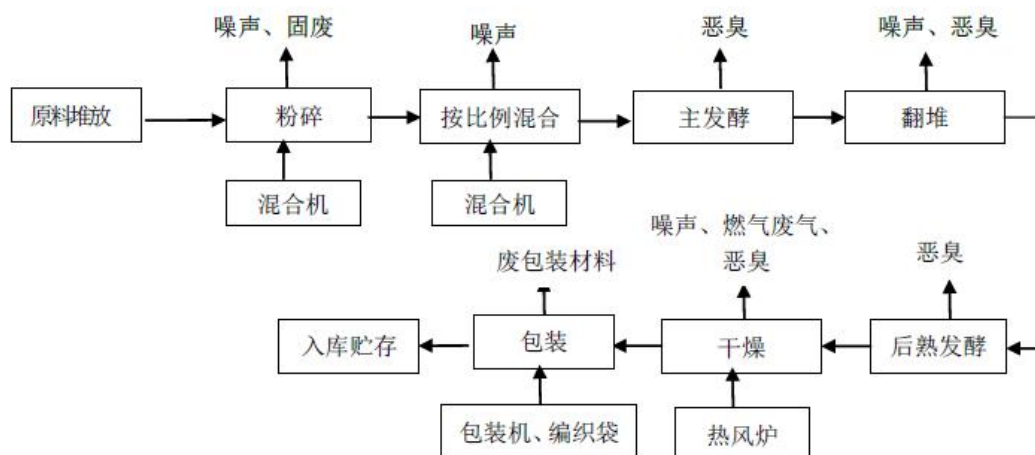 噪声、固废
噪声
恶臭
噪声、恶臭
原料堆放
粉碎
按比例混合
主发酵
翻堆
混合机
混合机
噪声、燃气废气、
恶臭
废包装材料
恶臭
入库贮存
包装
干燥
后熟发酵
包装机、编织袋
热风炉